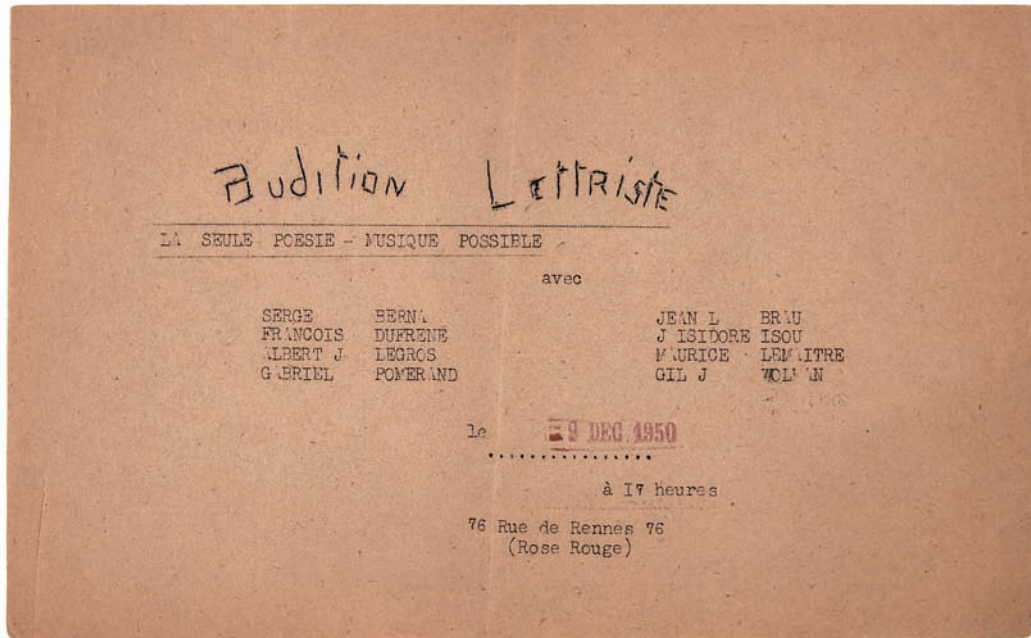 Audition Lettriste
LA SEULE POESIE - MUSIQUE POSSIBLE
avec
SERGE BERNA
FRANCOIS DUFRENE
ALBERT J LEGROS
GABRIEL POMERAND
JEAN L BRAU
J ISIDORE ISOU
MAURICE LEMAITRE
GIL J WOLMAN
le 9 DEC 1950
à I7 heures
76 Rue de Rennes 76
(Rose Rouge)